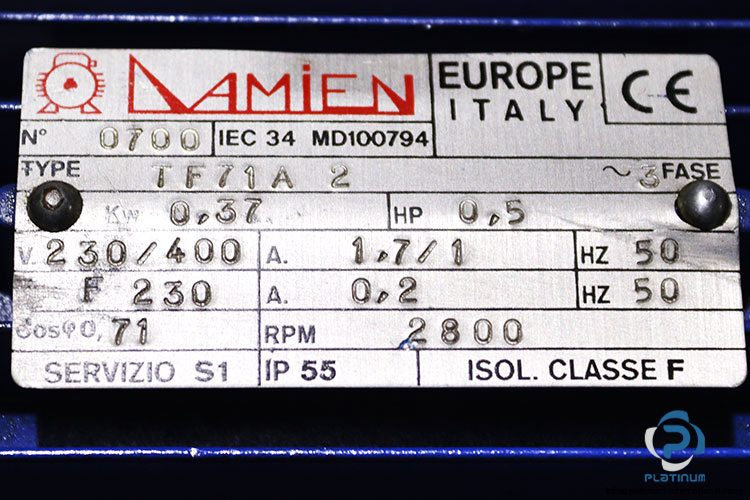 DAMiEN EUROPE ITALY CE
N° 0700 IEC 34 MD100794
TYPE TF71A 2 ~ 3 FASE
Kw 0,37 HP 0,5
V. 230/400 A. 1,7/1 HZ 50
F 230 A. 0,2 HZ 50
cosφ0,71 RPM 2800
SERVIZIO S1 IP 55 ISOL. CLASSE F
PLATINUM